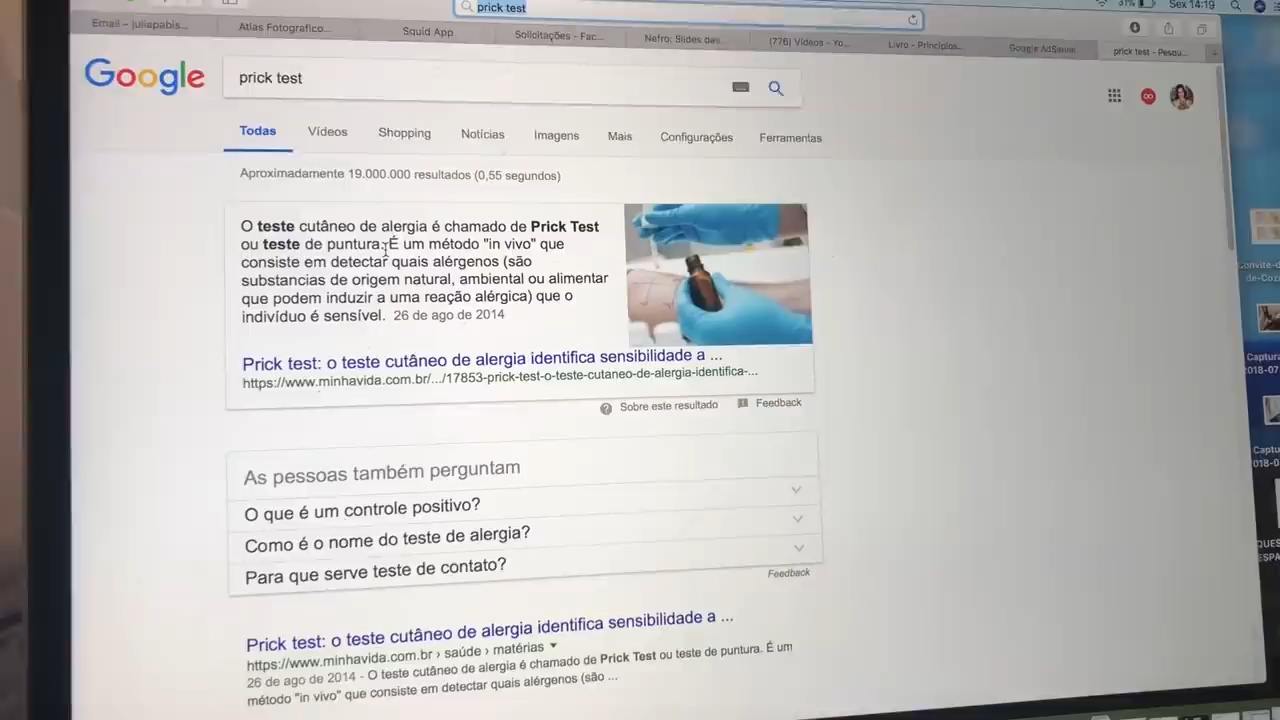 31%
Sex 14:19
prick test
Email – juliapabis...
Atlas Fotografico...
Squid App
Solicitações - Fac...
Nefro: Slides das...
(776) Vídeos - Yo...
Livro - Princípios...
Google AdSense
prick test - Pesqu...
Google
prick test
Todas
Vídeos
Shopping
Notícias
Imagens
Mais
Configurações
Ferramentas
Aproximadamente 19.000.000 resultados (0,55 segundos)
O teste cutâneo de alergia é chamado de Prick Test
ou teste de puntura. É um método "in vivo" que
consiste em detectar quais alérgenos (são
substancias de origem natural, ambiental ou alimentar
que podem induzir a uma reação alérgica) que o
indivíduo é sensível. 26 de ago de 2014
Prick test: o teste cutâneo de alergia identifica sensibilidade a ...
https://www.minhavida.com.br/.../17853-prick-test-o-teste-cutaneo-de-alergia-identifica-...
Sobre este resultado
Feedback
As pessoas também perguntam
O que é um controle positivo?
Como é o nome do teste de alergia?
Para que serve teste de contato?
Feedback
Prick test: o teste cutâneo de alergia identifica sensibilidade a ...
https://www.minhavida.com.br › saúde › matérias
26 de ago de 2014 - O teste cutâneo de alergia é chamado de Prick Test ou teste de puntura. É um
método "in vivo" que consiste em detectar quais alérgenos (são ...
Captura